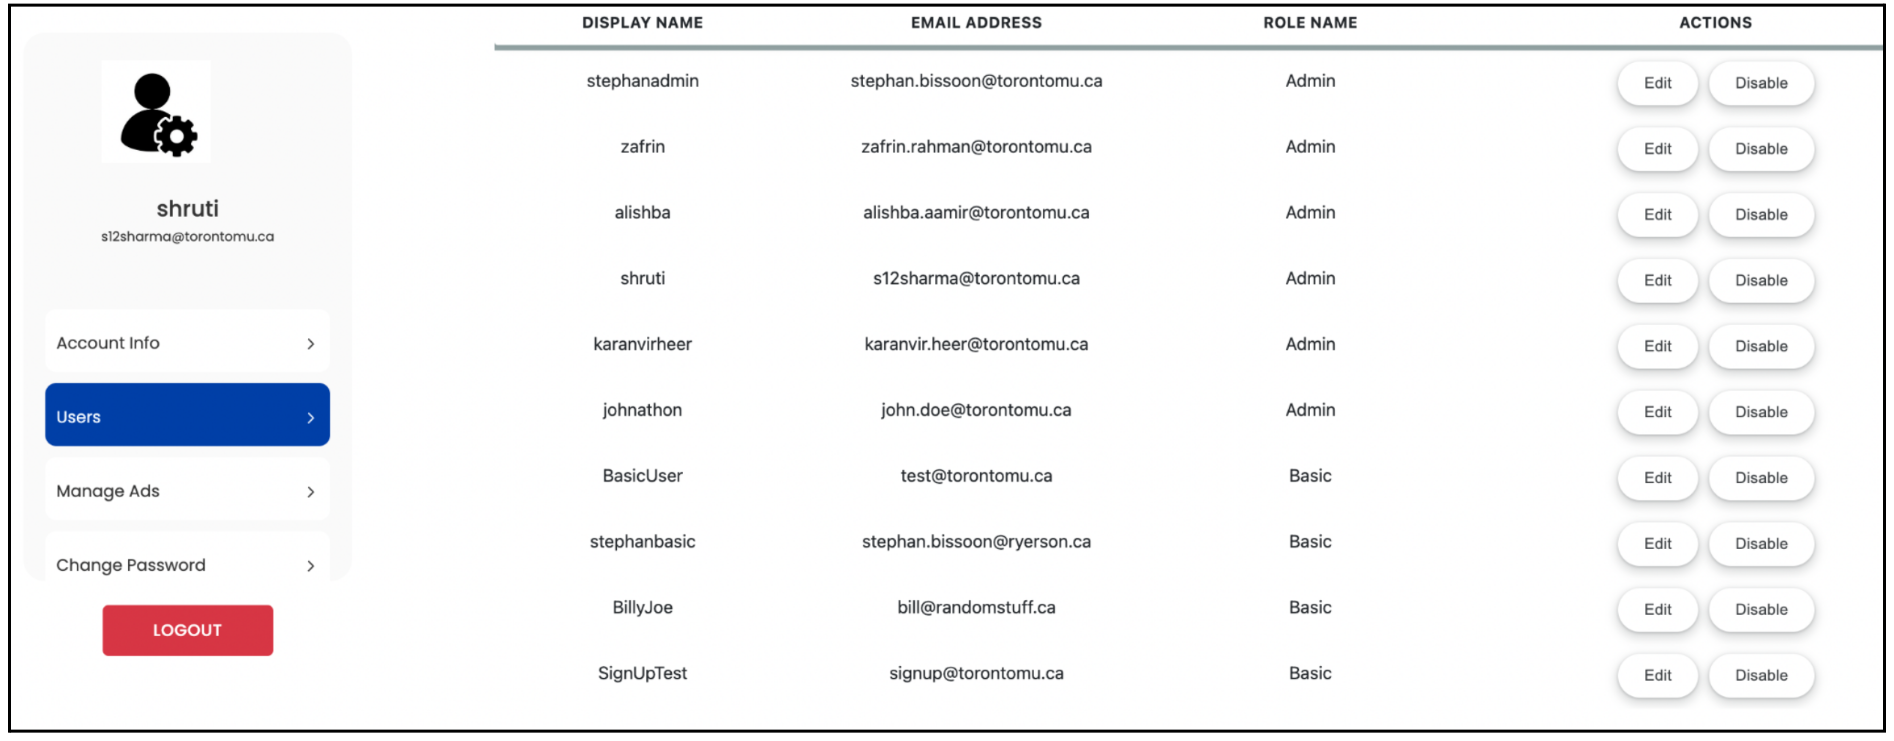 shruti
s12sharma@torontomu.ca
Account Info
Users
Manage Ads
Change Password
LOGOUT
DISPLAY NAME EMAIL ADDRESS ROLE NAME ACTIONS
stephanadmin stephan.bissoon@torontomu.ca Admin Edit Disable
zafrin zafrin.rahman@torontomu.ca Admin Edit Disable
alishba alishba.aamir@torontomu.ca Admin Edit Disable
shruti s12sharma@torontomu.ca Admin Edit Disable
karanvirheer karanvir.heer@torontomu.ca Admin Edit Disable
johnathon john.doe@torontomu.ca Admin Edit Disable
BasicUser test@torontomu.ca Basic Edit Disable
stephanbasic stephan.bissoon@ryerson.ca Basic Edit Disable
BillyJoe bill@randomstuff.ca Basic Edit Disable
SignUpTest signup@torontomu.ca Basic Edit Disable